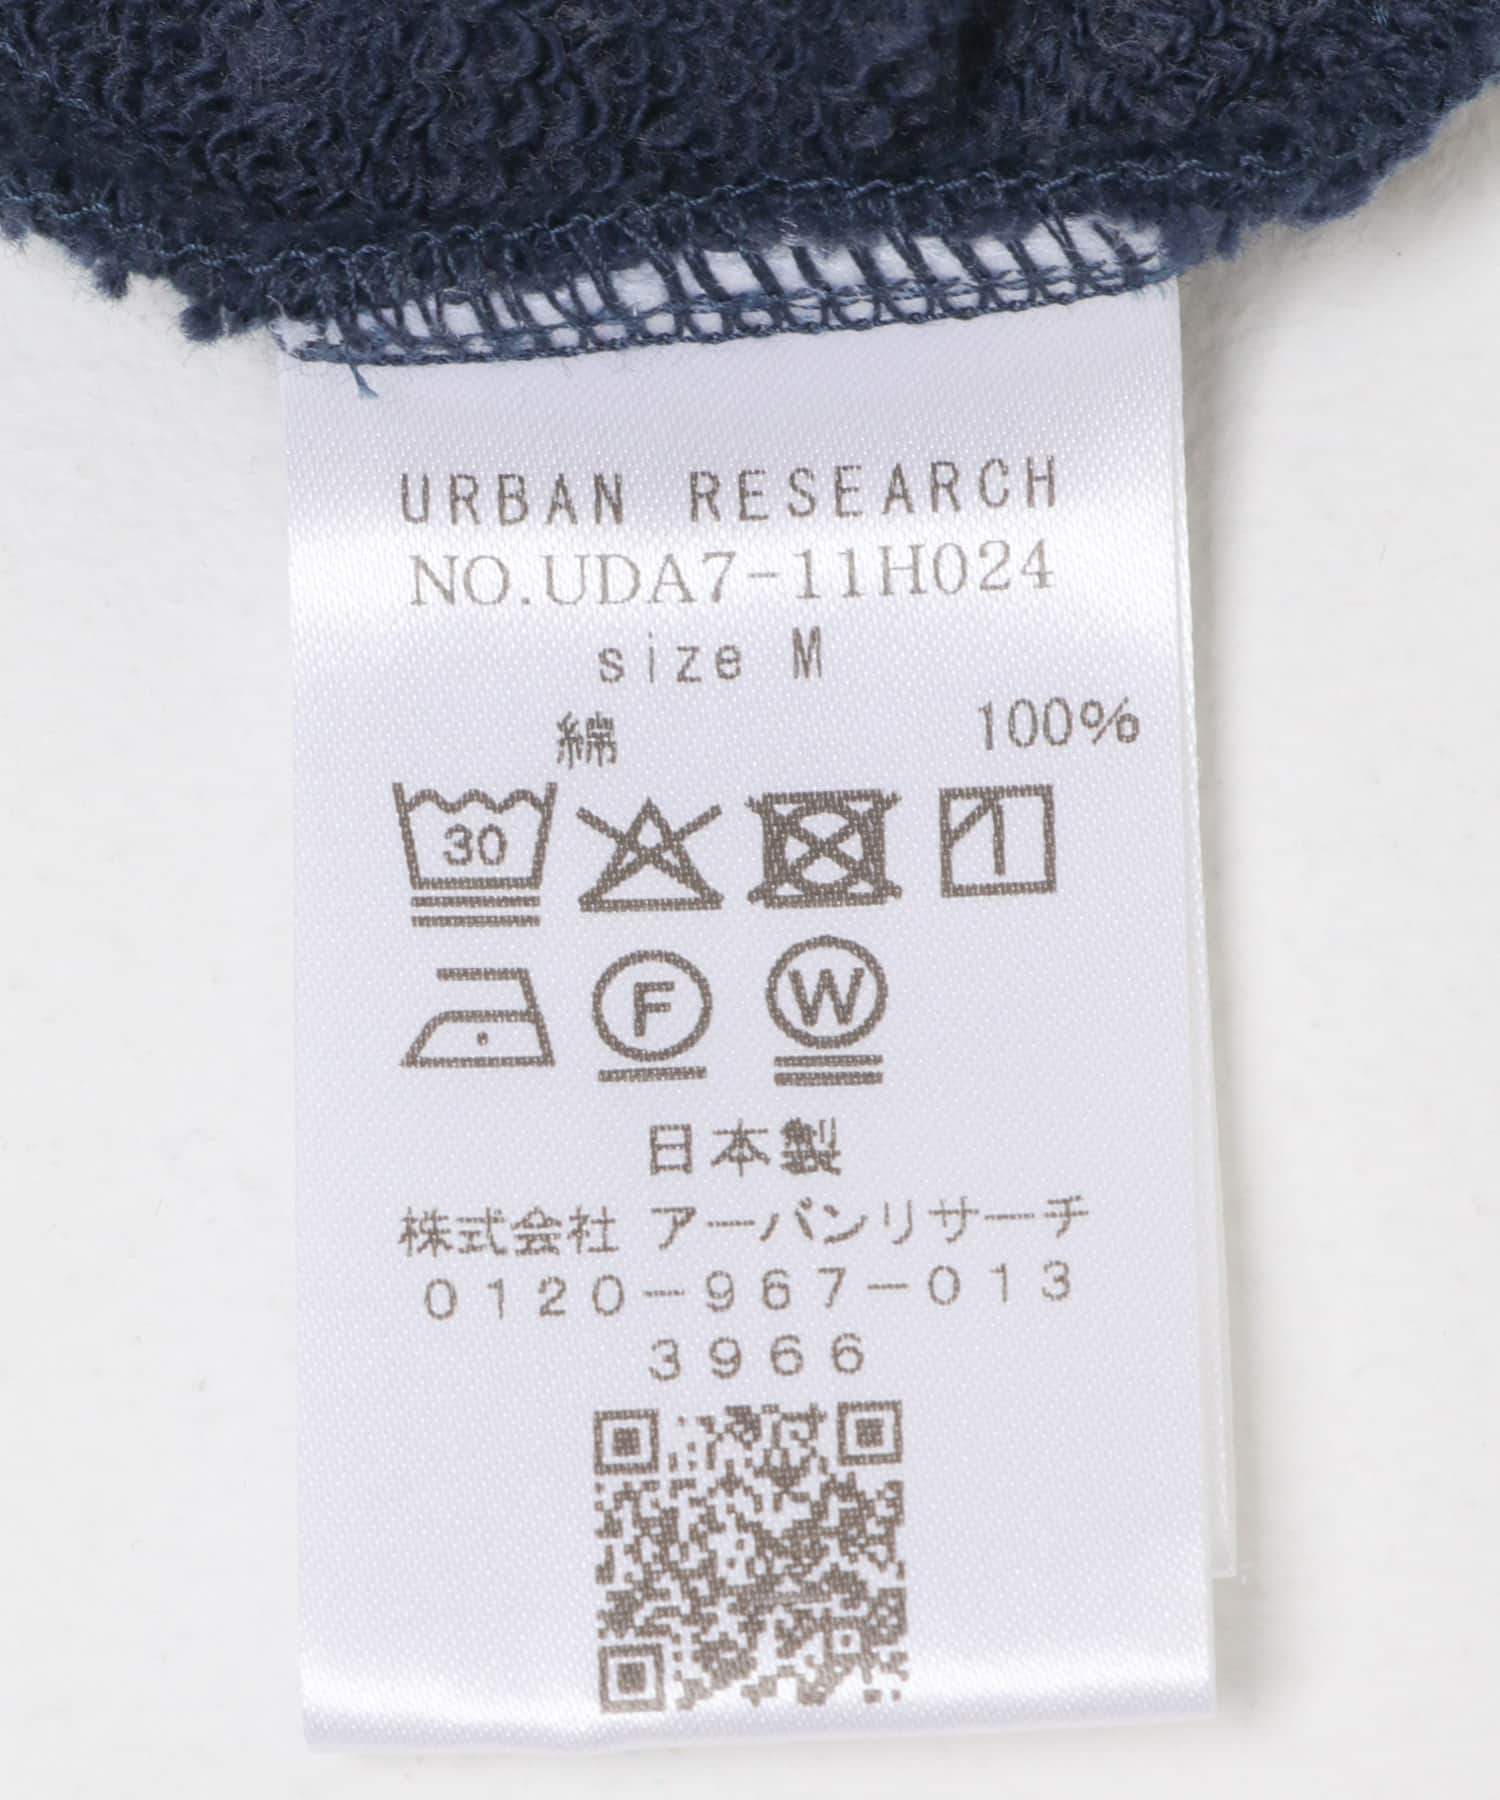 URBAN RESEARCH
NO.UDA7-11H024
size M
綿 100%
30
F W
日本製
株式会社 アーバンリサーチ
0120-967-013
3966